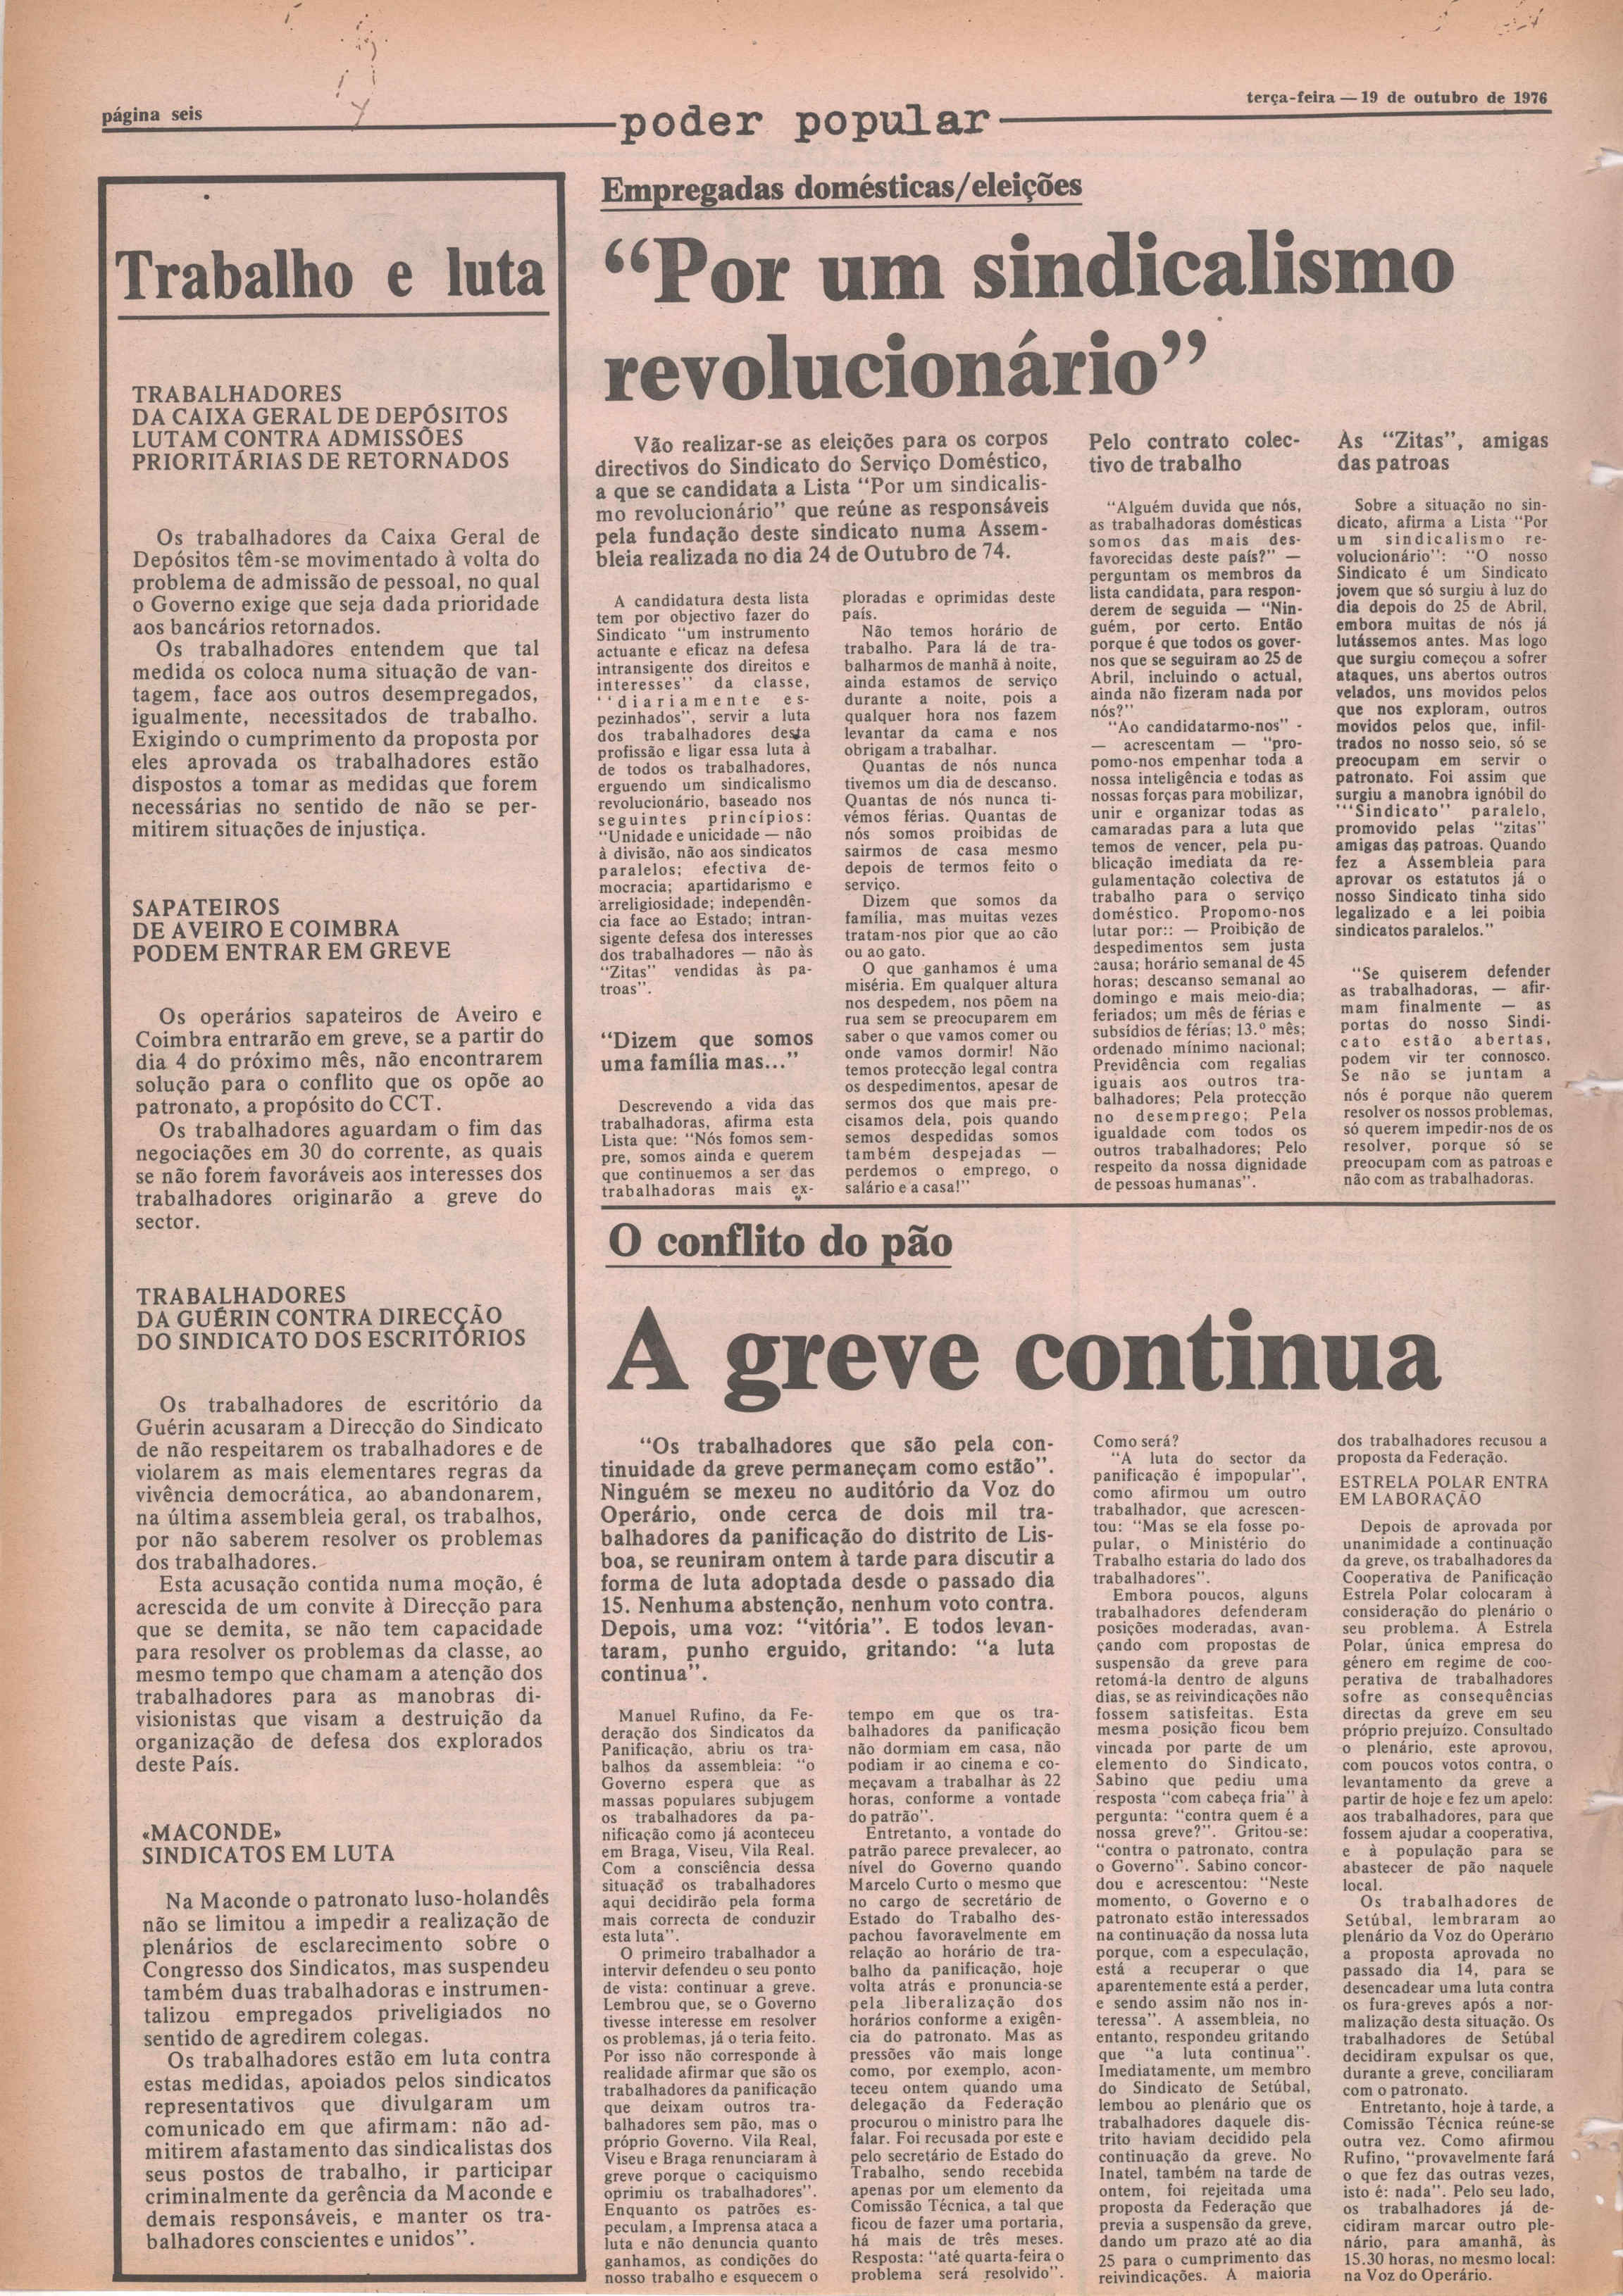 página seis
poder popular
terça-feira — 19 de outubro de 1976
Trabalho e luta
TRABALHADORES
DA CAIXA GERAL DE DEPÓSITOS
LUTAM CONTRA ADMISSÕES
PRIORITÁRIAS DE RETORNADOS
Os trabalhadores da Caixa Geral de
Depósitos têm-se movimentado à volta do
problema de admissão de pessoal, no qual
o Governo exige que seja dada prioridade
aos bancários retornados.
Os trabalhadores entendem que tal
medida os coloca numa situação de van-
tagem, face aos outros desempregados,
igualmente, necessitados de trabalho.
Exigindo o cumprimento da proposta por
eles aprovada os trabalhadores estão
dispostos a tomar as medidas que forem
necessárias no sentido de não se per-
mitirem situações de injustiça.
SAPATEIROS
DE AVEIRO E COIMBRA
PODEM ENTRAR EM GREVE
Os operários sapateiros de Aveiro e
Coimbra entrarão em greve, se a partir do
dia 4 do próximo mês, não encontrarem
solução para o conflito que os opõe ao
patronato, a propósito do CCT.
Os trabalhadores aguardam o fim das
negociações em 30 do corrente, as quais
se não forem favoráveis aos interesses dos
trabalhadores originarão a greve do
sector.
TRABALHADORES
DA GUÉRIN CONTRA DIRECÇÃO
DO SINDICATO DOS ESCRITÓRIOS
Os trabalhadores de escritório da
Guérin acusaram a Direcção do Sindicato
de não respeitarem os trabalhadores e de
violarem as mais elementares regras da
vivência democrática, ao abandonarem,
na última assembleia geral, os trabalhos,
por não saberem resolver os problemas
dos trabalhadores.
Esta acusação contida numa moção, é
acrescida de um convite à Direcção para
que se demita, se não tem capacidade
para resolver os problemas da classe, ao
mesmo tempo que chamam a atenção dos
trabalhadores para as manobras di-
visionistas que visam a destruição da
organização de defesa dos explorados
deste País.
«MACONDE»
SINDICATOS EM LUTA
Na Maconde o patronato luso-holandês
não se limitou a impedir a realização de
plenários de esclarecimento sobre o
Congresso dos Sindicatos, mas suspendeu
também duas trabalhadoras e instrumen-
talizou empregados priveligiados no
sentido de agredirem colegas.
Os trabalhadores estão em luta contra
estas medidas, apoiados pelos sindicatos
representativos que divulgaram um
comunicado em que afirmam: não ad-
mitirem afastamento das sindicalistas dos
seus postos de trabalho, ir participar
criminalmente da gerência da Maconde e
demais responsáveis, e manter os tra-
balhadores conscientes e unidos".
Empregadas domésticas/eleições
“Por um sindicalismo
revolucionário”
Vão realizar-se as eleições para os corpos
directivos do Sindicato do Serviço Doméstico,
a que se candidata a Lista "Por um sindicalis-
mo revolucionário" que reúne as responsáveis
pela fundação deste sindicato numa Assem-
bleia realizada no dia 24 de Outubro de 74.
A candidatura desta lista
tem por objectivo fazer do
Sindicato "um instrumento
actuante e eficaz na defesa
intransigente dos direitos e
interesses" da classe,
''diariamente es-
pezinhados", servir a luta
dos trabalhadores desta
profissão e ligar essa luta à
de todos os trabalhadores,
erguendo um sindicalismo
revolucionário, baseado nos
seguintes princípios:
"Unidade e unicidade — não
à divisão, não aos sindicatos
paralelos; efectiva de-
mocracia; apartidarismo e
arreligiosidade; independên-
cia face ao Estado; intran-
sigente defesa dos interesses
dos trabalhadores — não às
"Zitas" vendidas às pa-
troas".
"Dizem que somos
uma família mas..."
Descrevendo a vida das
trabalhadoras, afirma esta
Lista que: "Nós fomos sem-
pre, somos ainda e querem
que continuemos a ser das
trabalhadoras mais ex-
ploradas e oprimidas deste
país.
Não temos horário de
trabalho. Para lá de tra-
balharmos de manhã à noite,
ainda estamos de serviço
durante a noite, pois a
qualquer hora nos fazem
levantar da cama e nos
obrigam a trabalhar.
Quantas de nós nunca
tivemos um dia de descanso.
Quantas de nós nunca ti-
vémos férias. Quantas de
nós somos proibidas de
sairmos de casa mesmo
depois de termos feito o
serviço.
Dizem que somos da
família, mas muitas vezes
tratam-nos pior que ao cão
ou ao gato.
O que ganhamos é uma
miséria. Em qualquer altura
nos despedem, nos põem na
rua sem se preocuparem em
saber o que vamos comer ou
onde vamos dormir! Não
temos protecção legal contra
os despedimentos, apesar de
sermos dos que mais pre-
cisamos dela, pois quando
semos despedidas somos
também despejadas —
perdemos o emprego, o
salário e a casa!"
Pelo contrato colec-
tivo de trabalho
"Alguém duvida que nós,
as trabalhadoras domésticas
somos das mais des-
favorecidas deste país?" —
perguntam os membros da
lista candidata, para respon-
derem de seguida — "Nin-
guém, por certo. Então
porque é que todos os gover-
nos que se seguiram ao 25 de
Abril, incluindo o actual,
ainda não fizeram nada por
nós?"
"Ao candidatarmo-nos" -
— acrescentam — "pro-
pomo-nos empenhar toda a
nossa inteligência e todas as
nossas forças para mobilizar,
unir e organizar todas as
camaradas para a luta que
temos de vencer, pela pu-
blicação imediata da re-
gulamentação colectiva de
trabalho para o serviço
doméstico. Propomo-nos
lutar por:: — Proibição de
despedimentos sem justa
causa; horário semanal de 45
horas; descanso semanal ao
domingo e mais meio-dia;
feriados; um mês de férias e
subsídios de férias; 13.º mês;
ordenado mínimo nacional;
Previdência com regalias
iguais aos outros tra-
balhadores; Pela protecção
no desemprego; Pela
igualdade com todos os
outros trabalhadores; Pelo
respeito da nossa dignidade
de pessoas humanas".
As "Zitas", amigas
das patroas
Sobre a situação no sin-
dicato, afirma a Lista "Por
um sindicalismo re-
volucionário": "O nosso
Sindicato é um Sindicato
jovem que só surgiu à luz do
dia depois do 25 de Abril,
embora muitas de nós já
lutássemos antes. Mas logo
que surgiu começou a sofrer
ataques, uns abertos outros
velados, uns movidos pelos
que nos exploram, outros
movidos pelos que, infil-
trados no nosso seio, só se
preocupam em servir o
patronato. Foi assim que
surgiu a manobra ignóbil do
'"Sindicato" paralelo,
promovido pelas "zitas"
amigas das patroas. Quando
fez a Assembleia para
aprovar os estatutos já o
nosso Sindicato tinha sido
legalizado e a lei poibia
sindicatos paralelos."
"Se quiserem defender
as trabalhadoras, — afir-
mam finalmente — as
portas do nosso Sindi-
cato estão abertas,
podem vir ter connosco.
Se não se juntam a
nós é porque não querem
resolver os nossos problemas,
só querem impedir-nos de os
resolver, porque só se
preocupam com as patroas e
não com as trabalhadoras.
O conflito do pão
A greve continua
"Os trabalhadores que são pela con-
tinuidade da greve permaneçam como estão".
Ninguém se mexeu no auditório da Voz do
Operário, onde cerca de dois mil tra-
balhadores da panificação do distrito de Lis-
boa, se reuniram ontem à tarde para discutir a
forma de luta adoptada desde o passado dia
15. Nenhuma abstenção, nenhum voto contra.
Depois, uma voz: "vitória". E todos levan-
taram, punho erguido, gritando: "a luta
continua".
Manuel Rufino, da Fe-
deração dos Sindicatos da
Panificação, abriu os tra-
balhos da assembleia: "o
Governo espera que as
massas populares subjugem
os trabalhadores da pa-
nificação como já aconteceu
em Braga, Viseu, Vila Real.
Com a consciência dessa
situação os trabalhadores
aqui decidirão pela forma
mais correcta de conduzir
esta luta".
O primeiro trabalhador a
intervir defendeu o seu ponto
de vista: continuar a greve.
Lembrou que, se o Governo
tivesse interesse em resolver
os problemas, já o teria feito.
Por isso não corresponde à
realidade afirmar que são os
trabalhadores da panificação
que deixam outros tra-
balhadores sem pão, mas o
próprio Governo. Vila Real,
Viseu e Braga renunciaram à
greve porque o caciquismo
oprimiu os trabalhadores".
Enquanto os patrões es-
peculam, a Imprensa ataca a
luta e não denuncia quanto
ganhamos, as condições do
nosso trabalho e esquecem o
tempo em que os tra-
balhadores da panificação
não dormiam em casa, não
podiam ir ao cinema e co-
meçavam a trabalhar às 22
horas, conforme a vontade
do patrão".
Entretanto, a vontade do
patrão parece prevalecer, ao
nível do Governo quando
Marcelo Curto o mesmo que
no cargo de secretário de
Estado do Trabalho des-
pachou favoravelmente em
relação ao horário de tra-
balho da panificação, hoje
volta atrás e pronuncia-se
pela liberalização dos
horários conforme a exigên-
cia do patronato. Mas as
pressões vão mais longe
como, por exemplo, acon-
teceu ontem quando uma
delegação da Federação
procurou o ministro para lhe
falar. Foi recusada por este e
pelo secretário de Estado do
Trabalho, sendo recebida
apenas por um elemento da
Comissão Técnica, a tal que
ficou de fazer uma portaria,
há mais de três meses.
Resposta: "até quarta-feira o
problema será resolvido".
Como será?
"A luta do sector da
panificação é impopular",
como afirmou um outro
trabalhador, que acrescen-
tou: "Mas se ela fosse po-
pular, o Ministério do
Trabalho estaria do lado dos
trabalhadores".
Embora poucos, alguns
trabalhadores defenderam
posições moderadas, avan-
çando com propostas de
suspensão da greve para
retomá-la dentro de alguns
dias, se as reivindicações não
fossem satisfeitas. Esta
mesma posição ficou bem
vincada por parte de um
elemento do Sindicato,
Sabino que pediu uma
resposta "com cabeça fria" à
pergunta: "contra quem é a
nossa greve?". Gritou-se:
"contra o patronato, contra
o Governo". Sabino concor-
dou e acrescentou: "Neste
momento, o Governo e o
patronato estão interessados
na continuação da nossa luta
porque, com a especulação,
está a recuperar o que
aparentemente está a perder,
e sendo assim não nos in-
teressa". A assembleia, no
entanto, respondeu gritando
que "a luta continua".
Imediatamente, um membro
do Sindicato de Setúbal,
lembou ao plenário que os
trabalhadores daquele dis-
trito haviam decidido pela
continuação da greve. No
Inatel, também na tarde de
ontem, foi rejeitada uma
proposta da Federação que
previa a suspensão da greve,
dando um prazo até ao dia
25 para o cumprimento das
reivindicações. A maioria
dos trabalhadores recusou a
proposta da Federação.
ESTRELA POLAR ENTRA
EM LABORAÇÃO
Depois de aprovada por
unanimidade a continuação
da greve, os trabalhadores da
Cooperativa de Panificação
Estrela Polar colocaram à
consideração do plenário o
seu problema. A Estrela
Polar, única empresa do
género em regime de coo-
perativa de trabalhadores
sofre as consequências
directas da greve em seu
próprio prejuízo. Consultado
o plenário, este aprovou,
com poucos votos contra, o
levantamento da greve a
partir de hoje e fez um apelo:
aos trabalhadores, para que
fossem ajudar a cooperativa,
e à população para se
abastecer de pão naquele
local.
Os trabalhadores de
Setúbal, lembraram ao
plenário da Voz do Operário
a proposta aprovada no
passado dia 14, para se
desencadear uma luta contra
os fura-greves após a nor-
malização desta situação. Os
trabalhadores de Setúbal
decidiram expulsar os que,
durante a greve, conciliaram
com o patronato.
Entretanto, hoje à tarde, a
Comissão Técnica reúne-se
outra vez. Como afirmou
Rufino, "provavelmente fará
o que fez das outras vezes,
isto é: nada". Pelo seu lado,
os trabalhadores já de-
cidiram marcar outro ple-
nário, para amanhã, às
15.30 horas, no mesmo local:
na Voz do Operário.